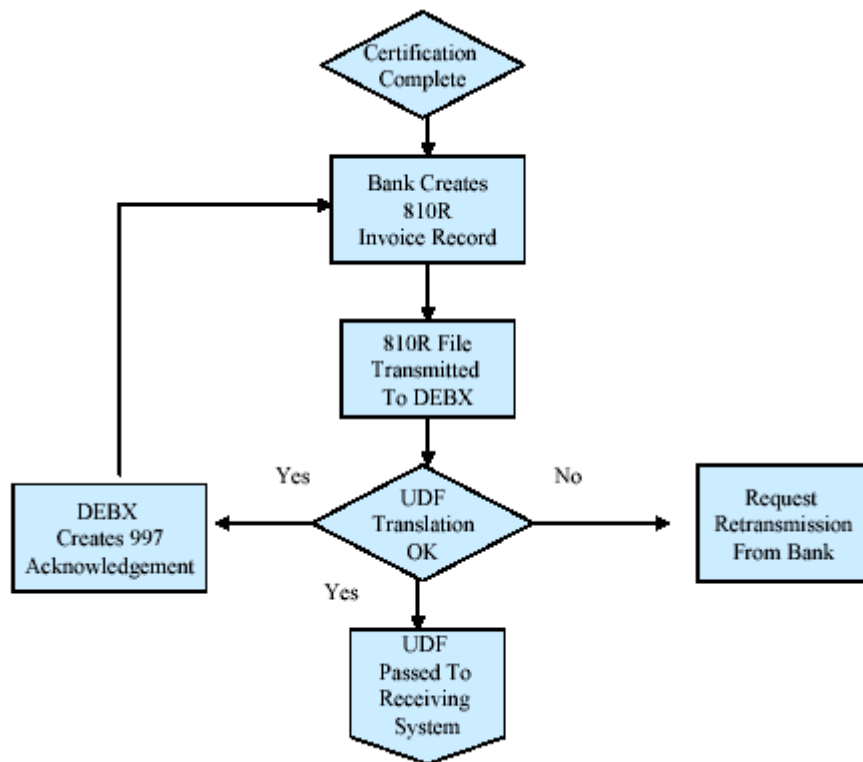 Certification
Complete
Bank Creates
810R
Invoice Record
810R File
Transmitted
To DEBX
Yes
No
DEBX
Creates 997
Acknowledgement
UDF
Translation
OK
Request
Retransmission
From Bank
Yes
UDF
Passed To
Receiving
System